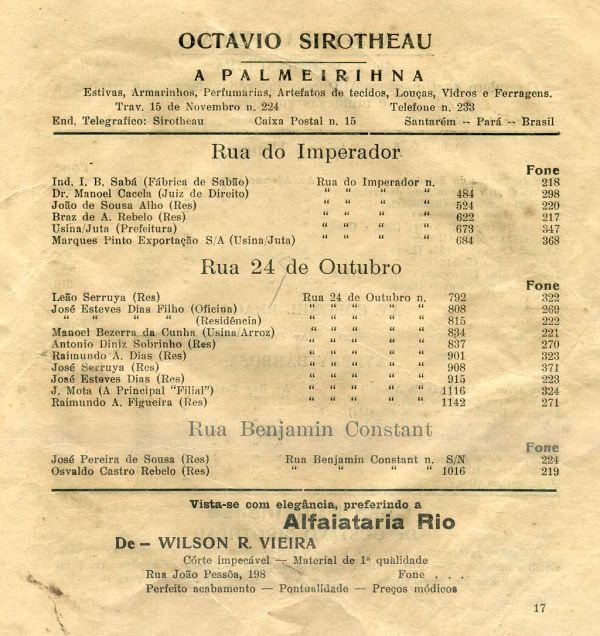 OCTAVIO SIROTHEAU
A PALMEIRIHNA
Estivas, Armarinhos, Perfumarias, Artefatos de tecidos, Louças, Vidros e Ferragens.
Trav. 15 de Novembro n. 224 Telefone n. 233
End. Telegrafico: Sirotheau Caixa Postal n. 15 Santarém -- Pará -- Brasil
Rua do Imperador
Fone
Ind. I. B. Sabá (Fábrica de Sabão) Rua do Imperador n. 218
Dr. Manoel Cacela (Juiz de Direito) “ “ “ “ 484 298
João de Sousa Alho (Res) “ “ “ “ 524 220
Braz de A. Rebelo (Res) “ “ “ “ 622 217
Usina/Juta (Prefeitura) “ “ “ “ 673 347
Marques Pinto Exportação S/A (Usina/Juta) “ “ “ “ 684 368
Rua 24 de Outubro
Fone
Leão Serruya (Res) Rua 24 de Outubro n. 792 322
José Esteves Dias Filho (Oficina) “ “ “ “ “ 808 269
“ “ “ “ (Residência) “ “ “ “ “ 815 222
Manoel Bezerra da Cunha (Usina/Arroz) “ “ “ “ “ 834 221
Antonio Diniz Sobrinho (Res) “ “ “ “ “ 837 270
Raimundo A. Dias (Res) “ “ “ “ “ 901 323
José Serruya (Res) “ “ “ “ “ 908 371
José Esteves Dias (Res) “ “ “ “ “ 915 223
J. Mota (A Principal “Filial”) “ “ “ “ “ 1116 324
Raimundo A. Figueira (Res) “ “ “ “ “ 1142 271
Rua Benjamin Constant
Fone
José Pereira de Sousa (Res) Rua Benjamin Constant n. S/N 224
Osvaldo Castro Rebelo (Res) “ “ “ “ 1016 219
Vista-se com elegância, preferindo a
Alfaiataria Rio
De – WILSON R. VIEIRA
Córte impecável — Material de 1ª qualidade
Rua João Pessôa, 198 Fone . . .
Perfeito acabamento — Pontualidade — Preços módicos
17